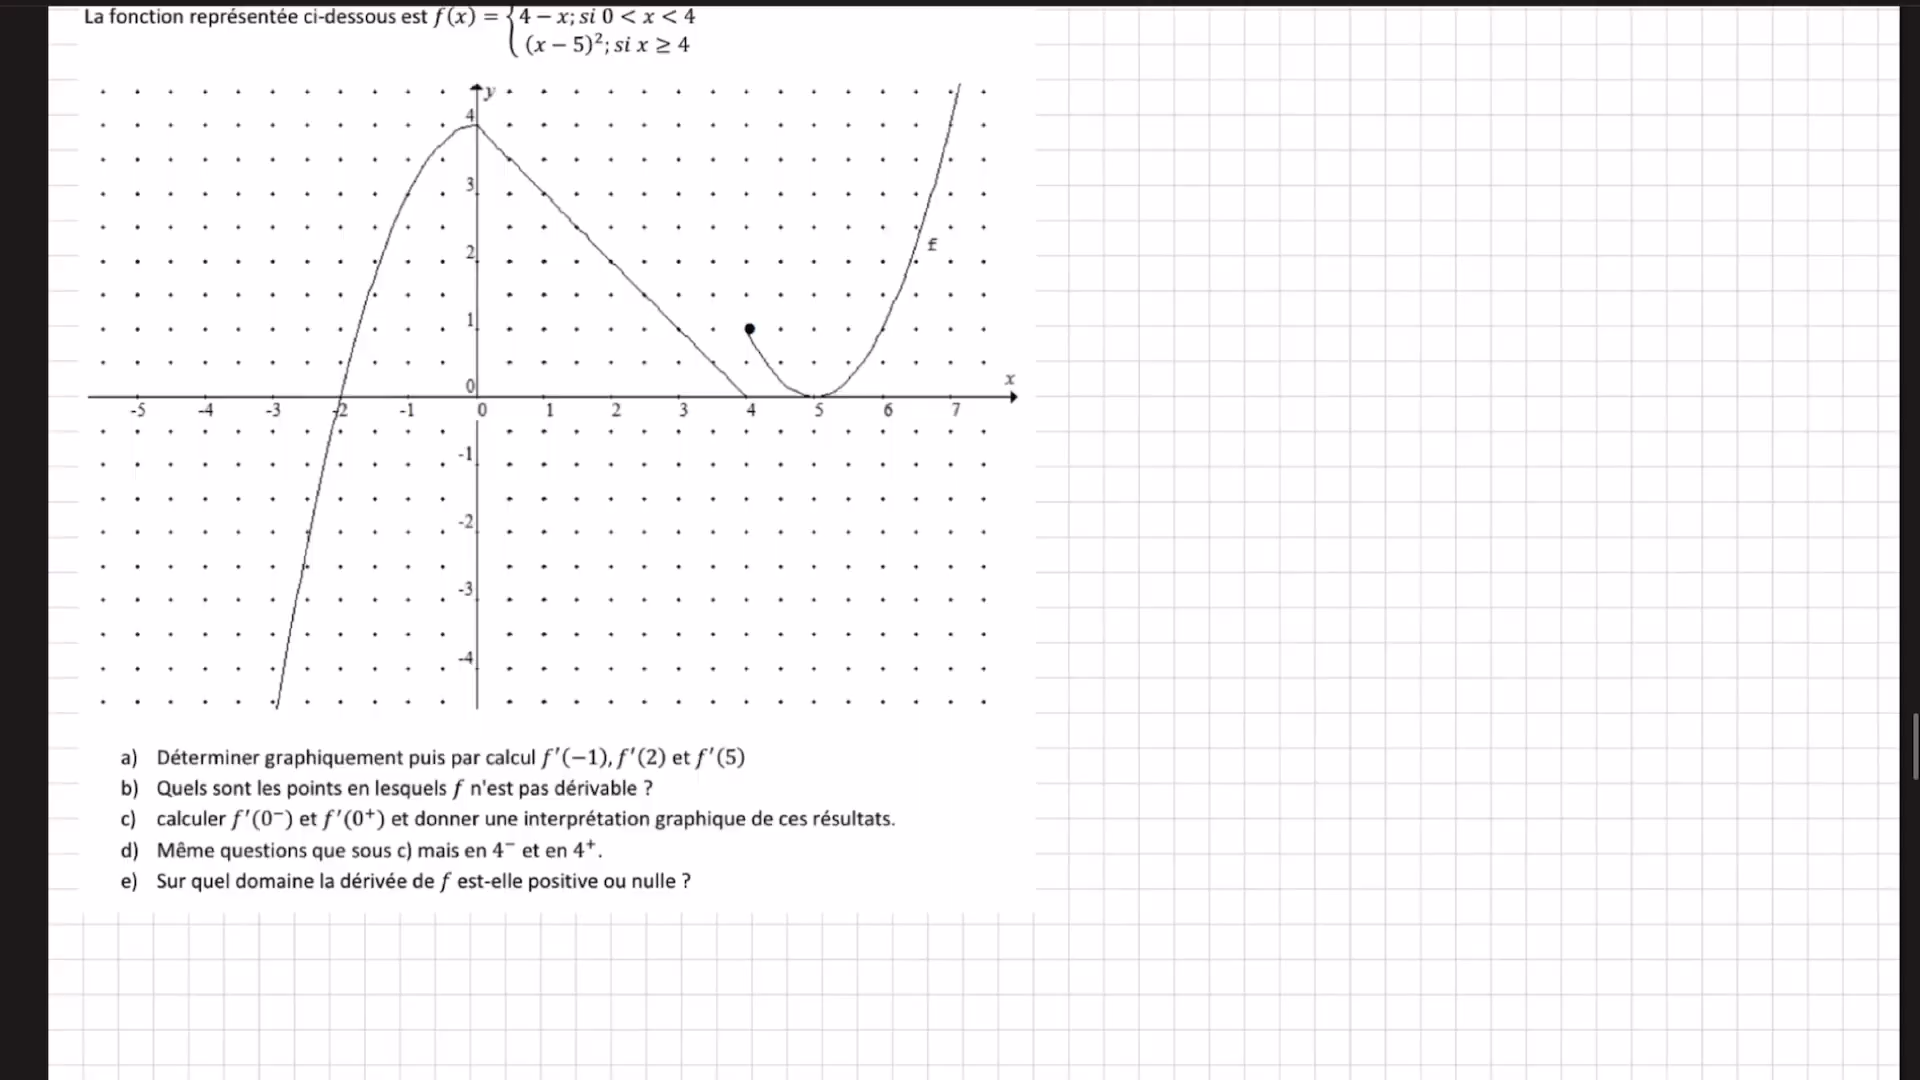 La fonction représentée ci-dessous est f(x) = { 4 − x; si 0 < x < 4
(x − 5)²; si x ≥ 4
y
4
3
2
f
1
x
0
-5 -4 -3 -2 -1 0 1 2 3 4 5 6 7
-1
-2
-3
-4
a) Déterminer graphiquement puis par calcul f′(−1), f′(2) et f′(5)
b) Quels sont les points en lesquels f n'est pas dérivable ?
c) calculer f′(0⁻) et f′(0⁺) et donner une interprétation graphique de ces résultats.
d) Même questions que sous c) mais en 4⁻ et en 4⁺.
e) Sur quel domaine la dérivée de f est-elle positive ou nulle ?